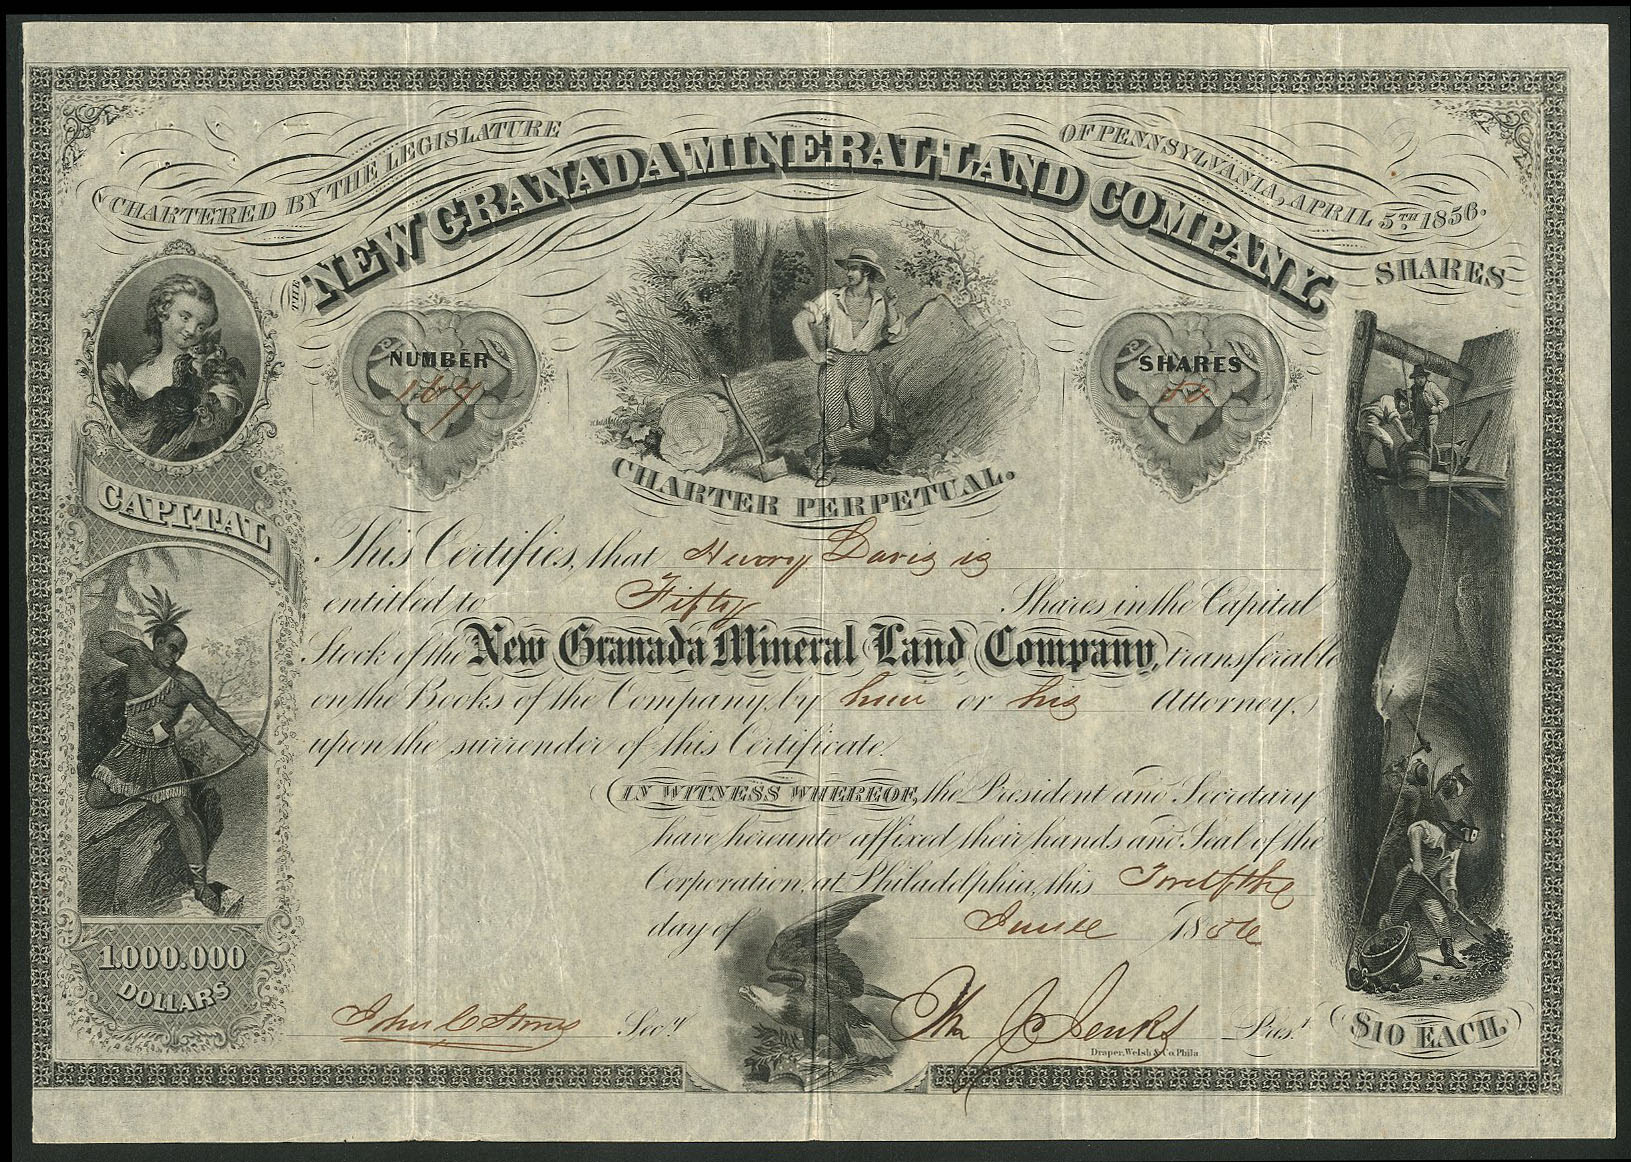 CHARTERED BY THE LEGISLATURE OF PENNSYLVANIA, APRIL 5TH 1856.
THE NEW GRANADA MINERAL LAND COMPANY.
SHARES
NUMBER
167
SHARES
50
CHARTER PERPETUAL.
CAPITAL
This Certifies, that Henry Davis is
entitled to Fifty Shares in the Capital
Stock of the New Granada Mineral Land Company, transferable
on the Books of the Company, by him or his Attorney,
upon the surrender of this Certificate.
IN WITNESS WHEREOF, the President and Secretary
have hereunto affixed their hands and Seal of the
Corporation, at Philadelphia, this Twelfth
day of June 1856
1.000.000
DOLLARS
John C Secy.
Wm J. Jenks Prest.
$10 EACH.
Draper, Welsh & Co. Phila.